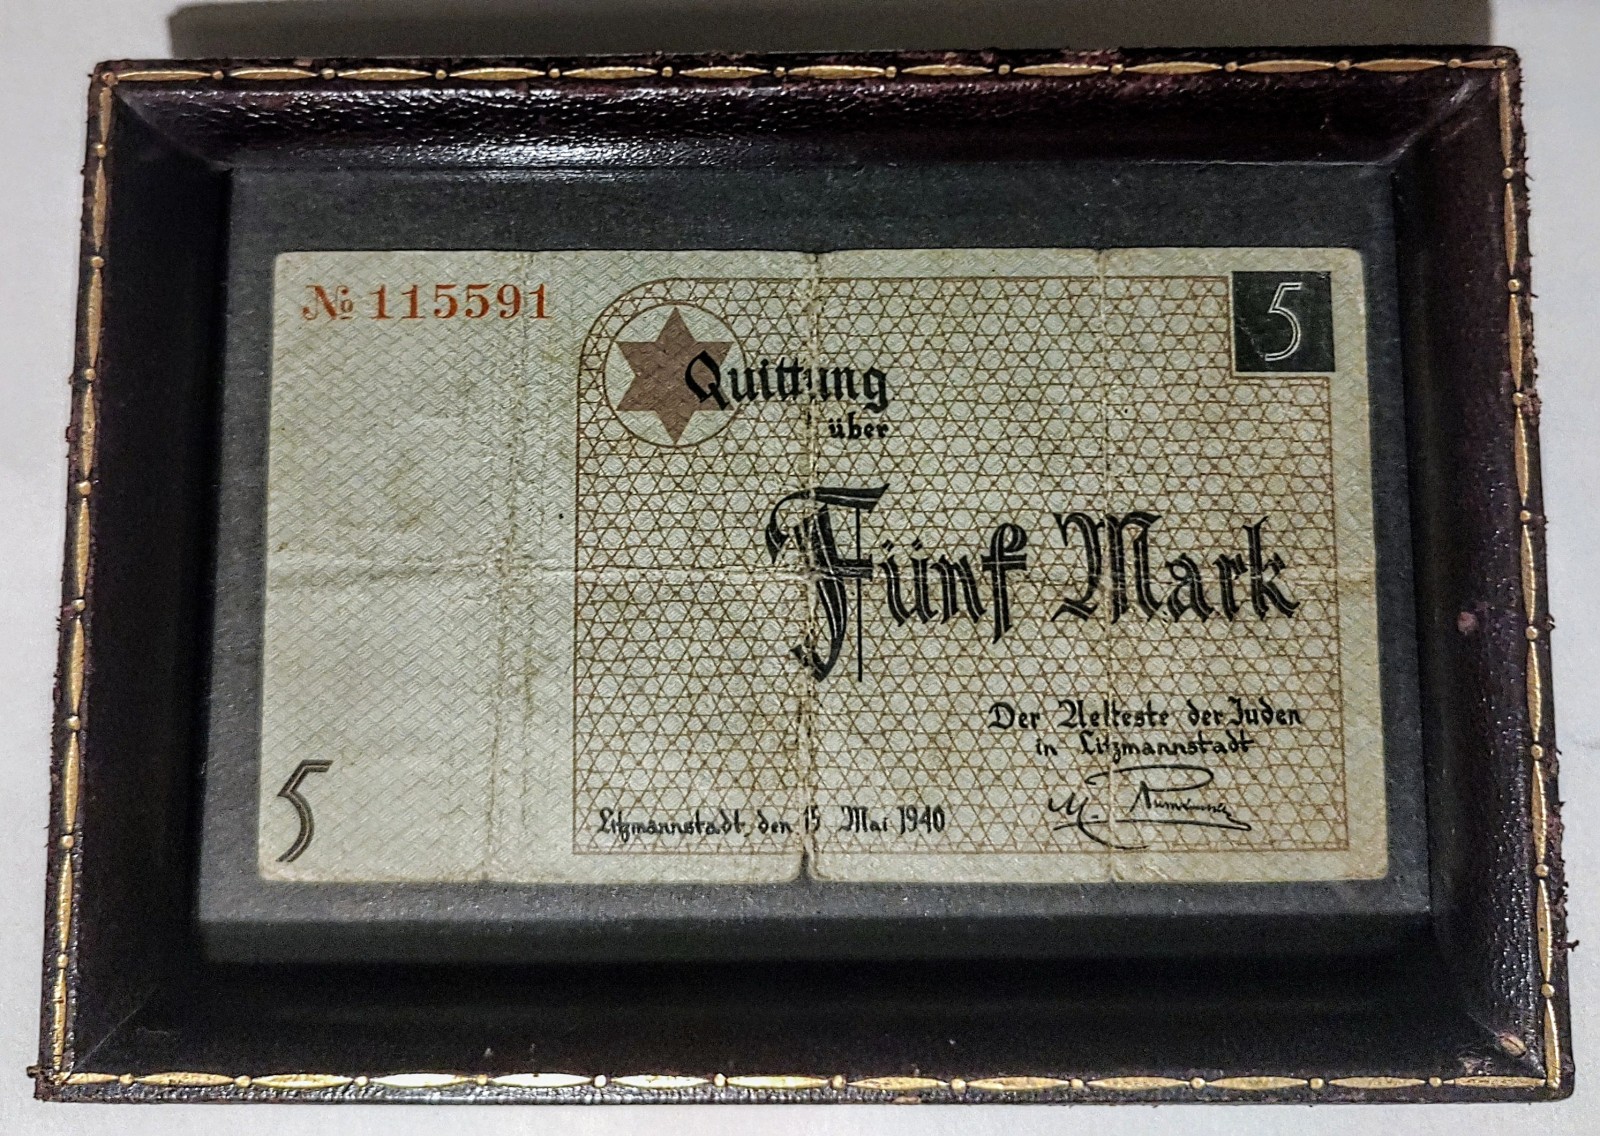 № 115591
5
Quittung
über
Fünf Mark
Der Aelteste der Juden
in Litzmannstadt
Litzmannstadt, den 15 Mai 1940
5